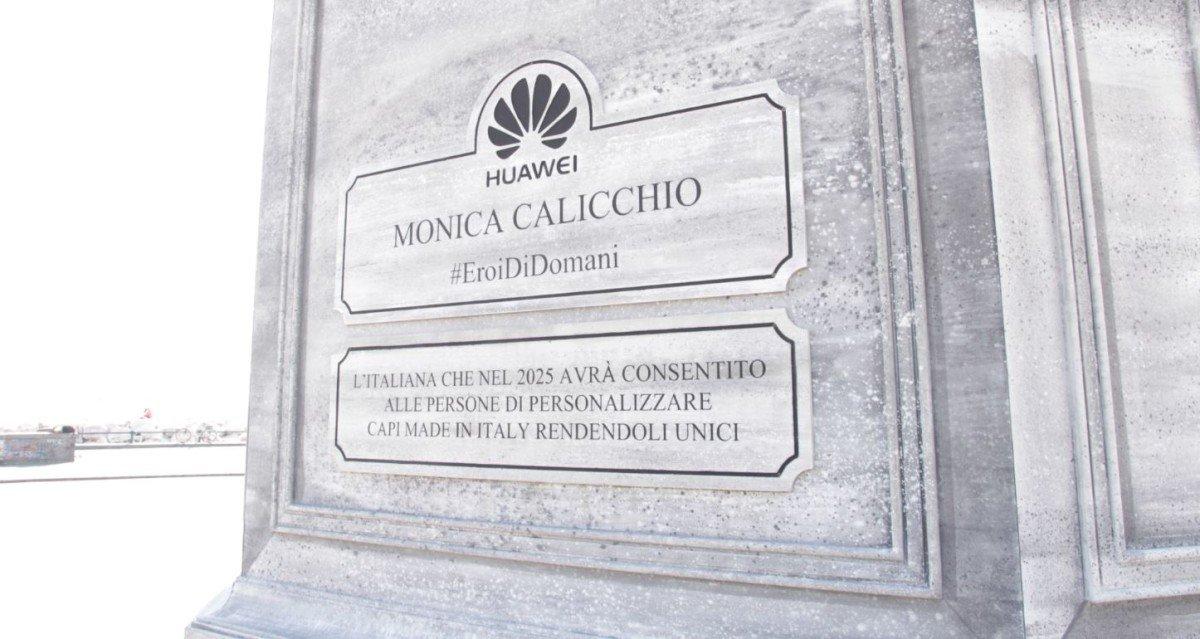 HUAWEI
MONICA CALICCHIO
#EroiDiDomani
L'ITALIANA CHE NEL 2025 AVRÀ CONSENTITO
ALLE PERSONE DI PERSONALIZZARE
CAPI MADE IN ITALY RENDENDOLI UNICI